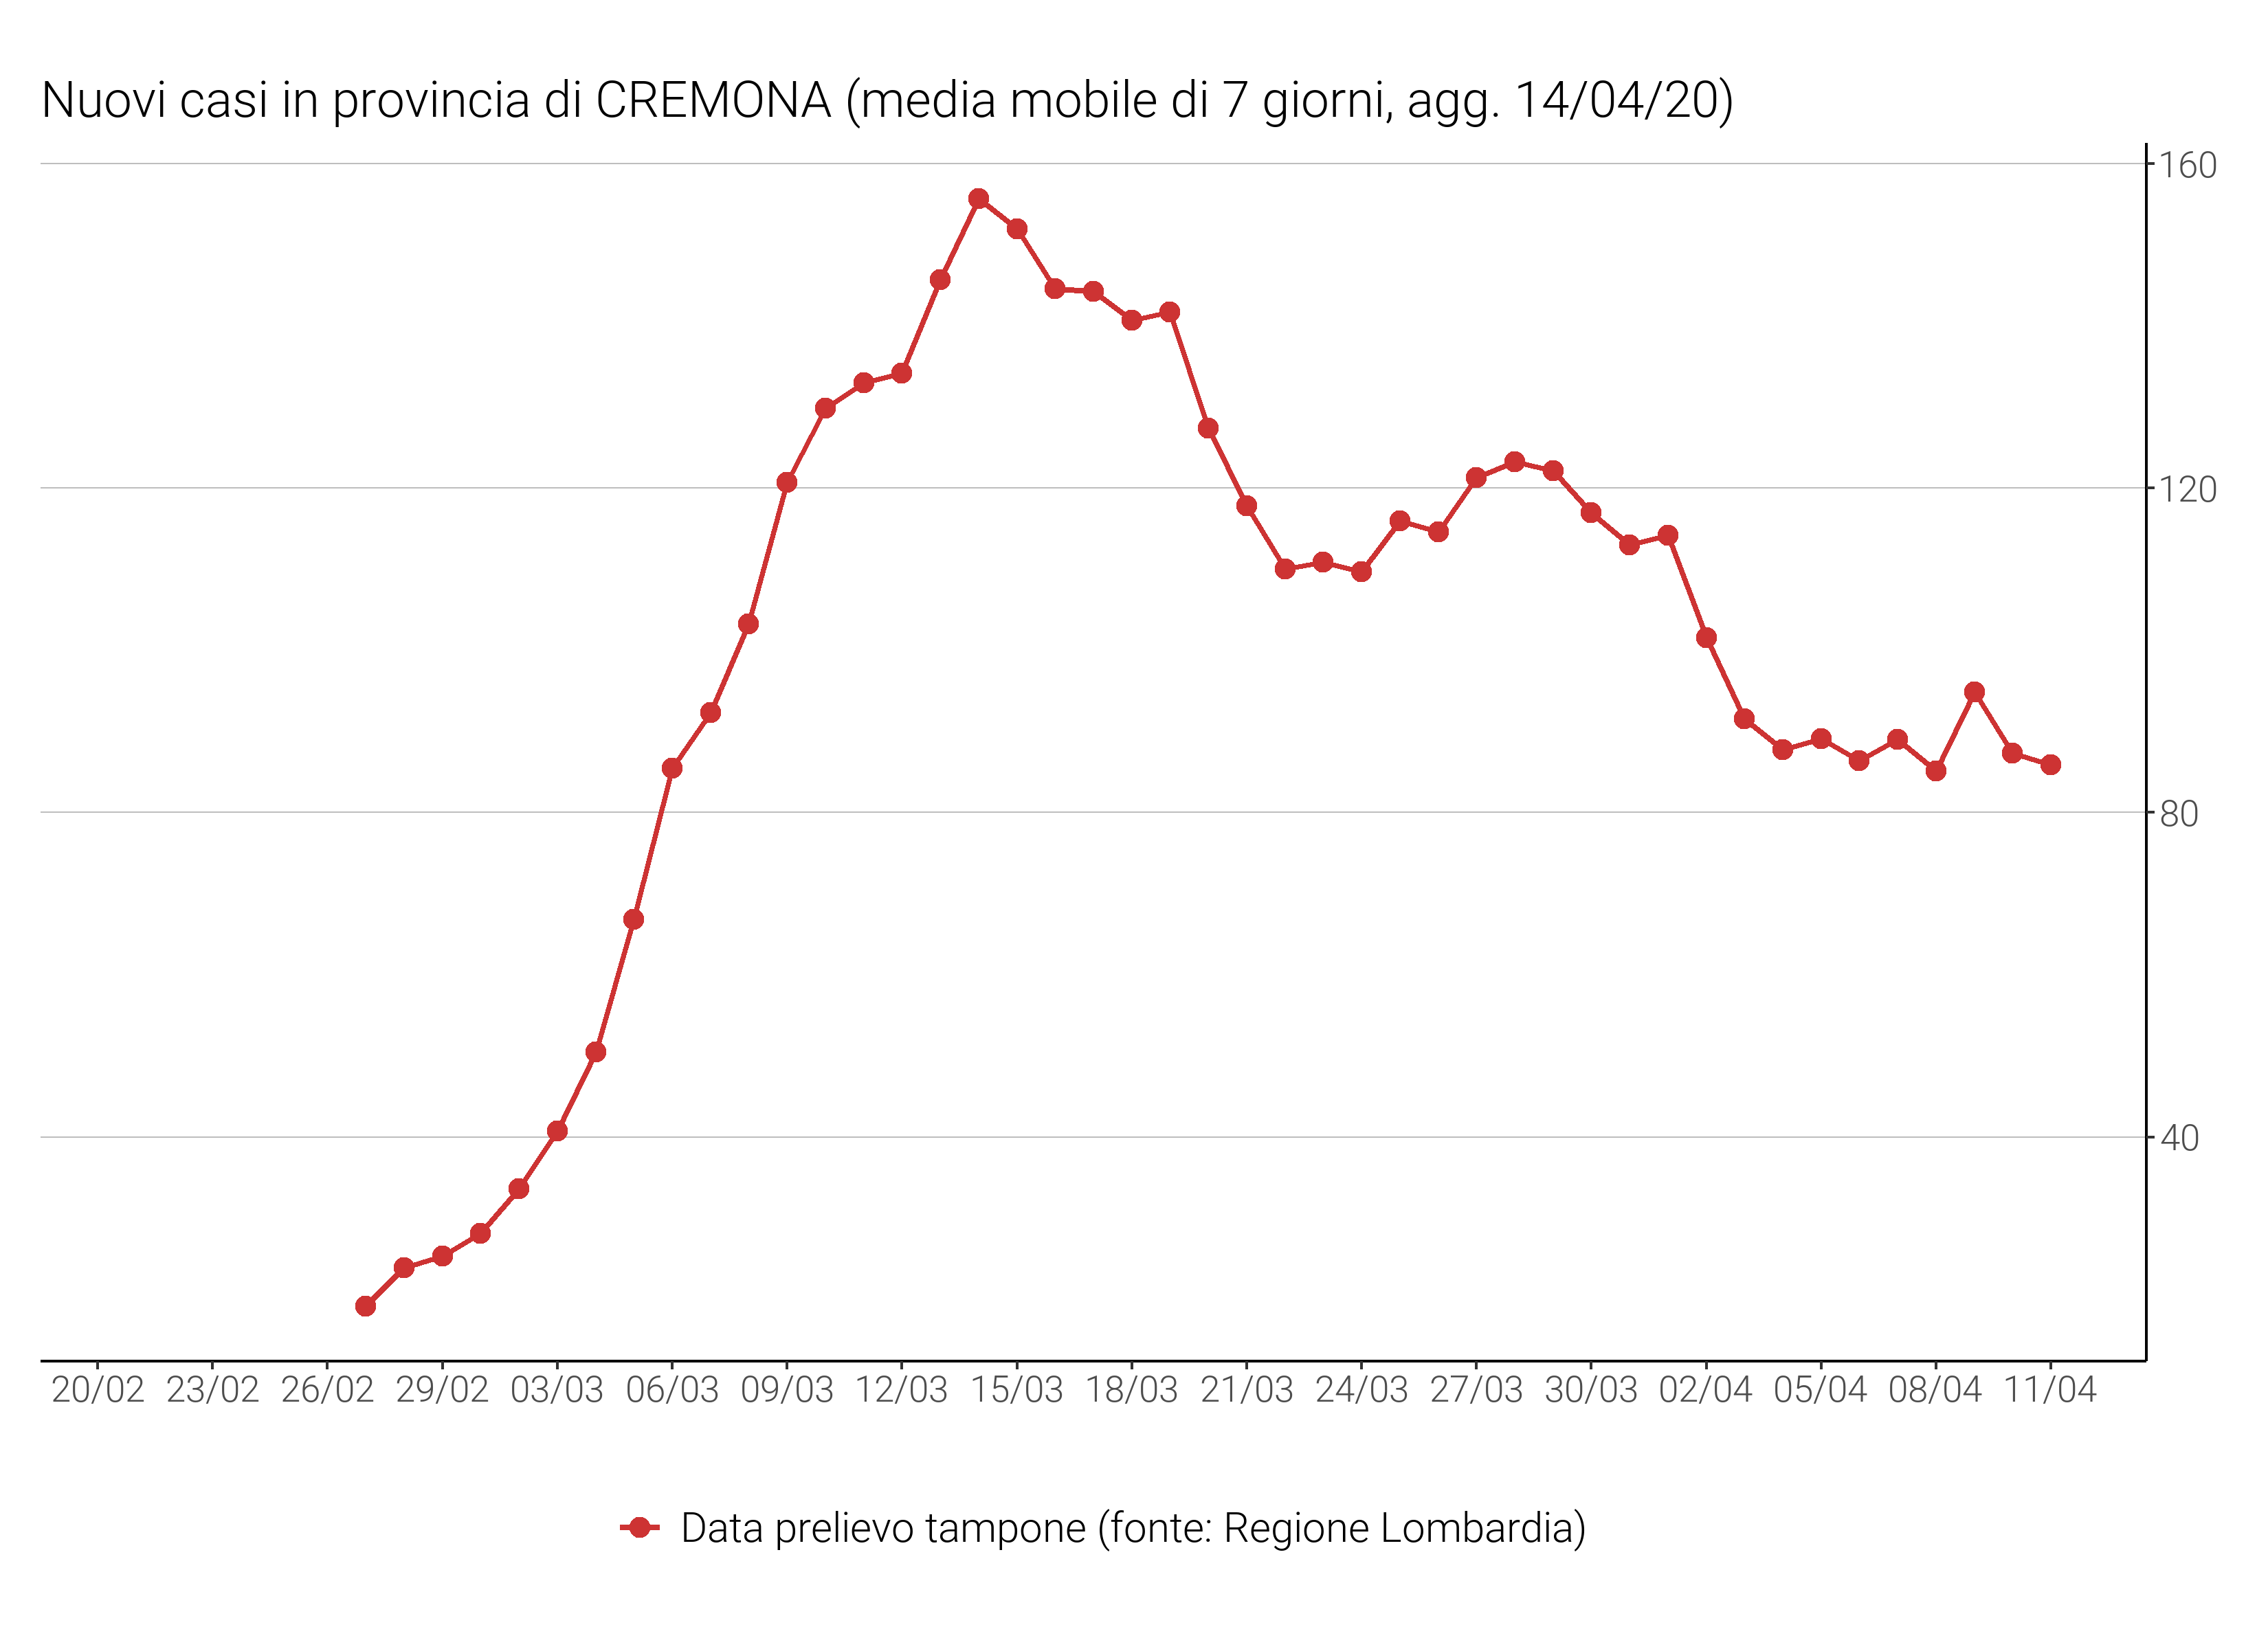 Nuovi casi in provincia di CREMONA (media mobile di 7 giorni, agg. 14/04/20)
160
120
80
40
20/02 23/02 26/02 29/02 03/03 06/03 09/03 12/03 15/03 18/03 21/03 24/03 27/03 30/03 02/04 05/04 08/04 11/04
Data prelievo tampone (fonte: Regione Lombardia)